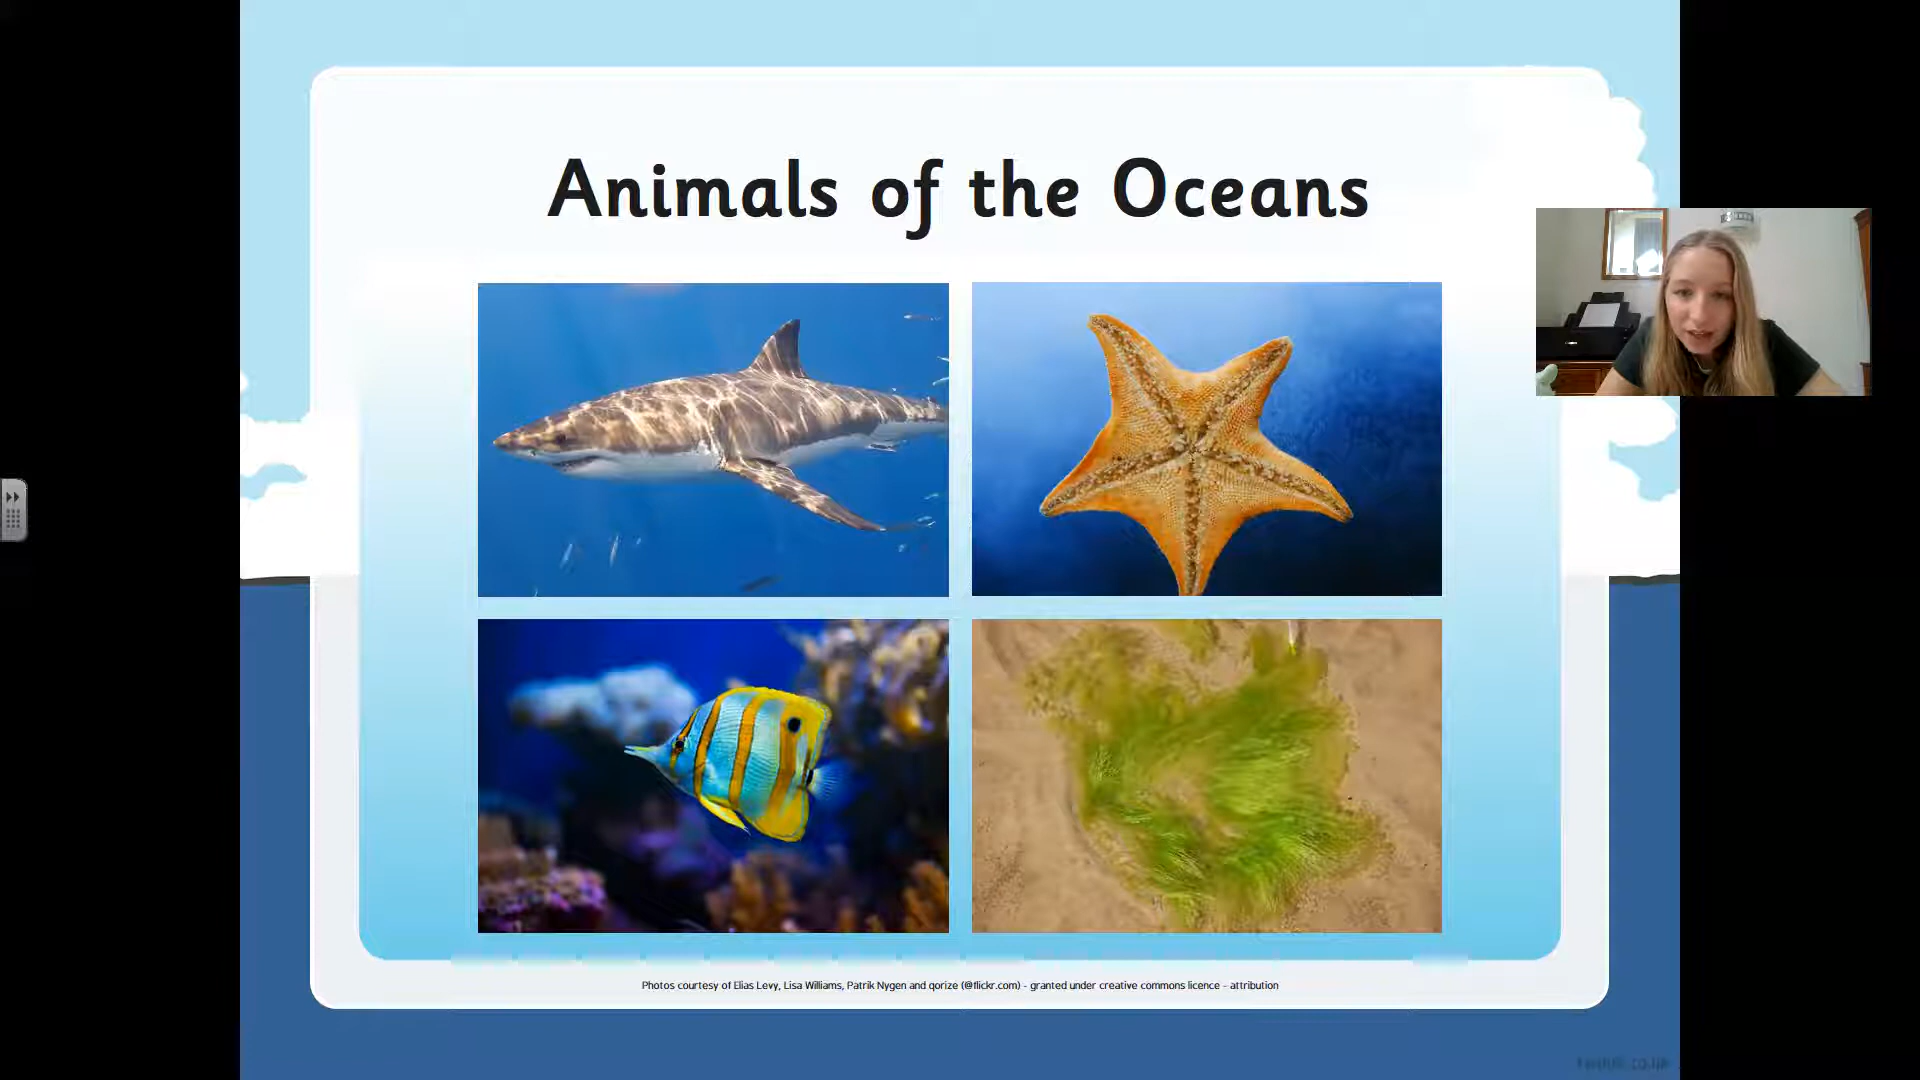 Animals of the Oceans
Photos courtesy of Elias Levy, Lisa Williams, Patrik Nygen and qorize (@flickr.com) - granted under creative commons licence - attribution